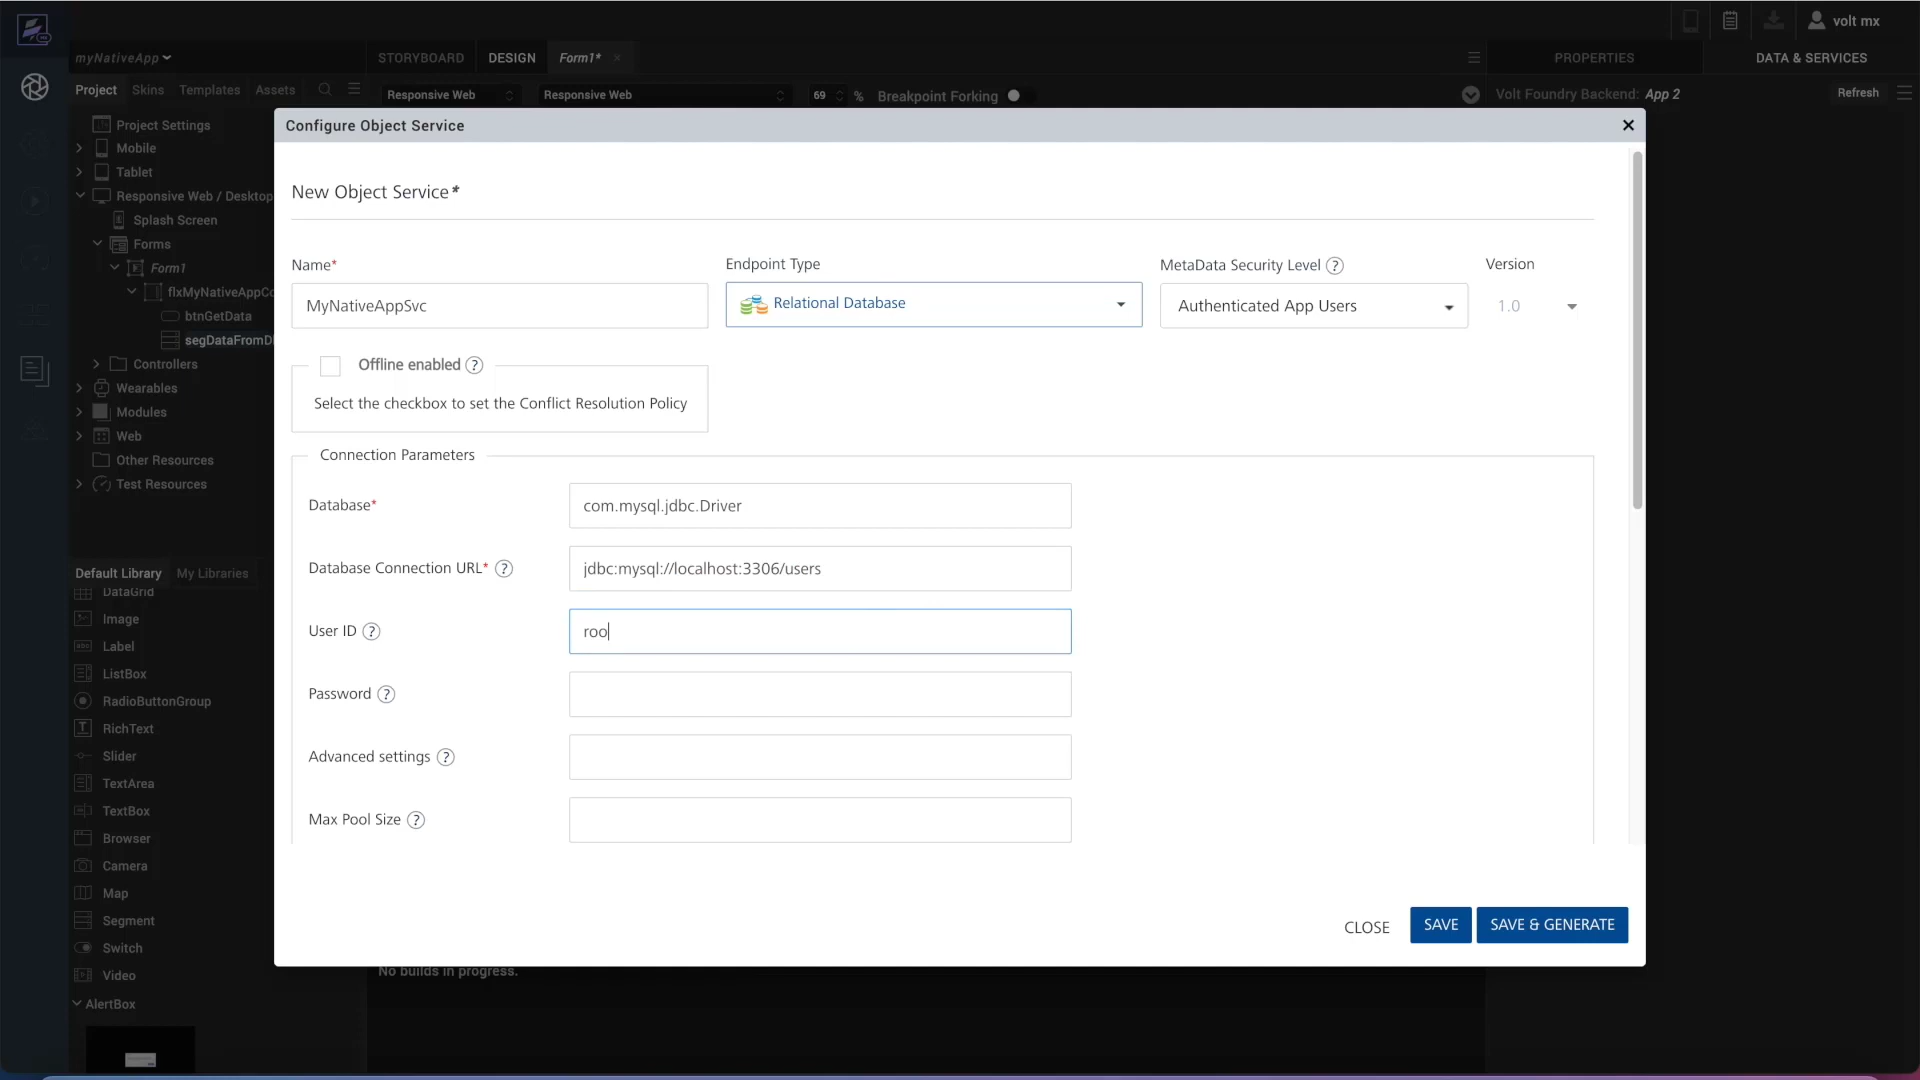 volt mx
myNativeApp
STORYBOARD
DESIGN
Form1*
PROPERTIES
DATA & SERVICES
Project
Skins
Templates
Assets
Responsive Web
Responsive Web
69
%
Breakpoint Forking
Volt Foundry Backend: App 2
Refresh
Project Settings
Mobile
Tablet
Responsive Web / Desktop
Splash Screen
Forms
Form1
flxMyNativeAppCo
btnGetData
segDataFromD
Controllers
Wearables
Modules
Web
Other Resources
Test Resources
Default Library
My Libraries
DataGrid
Image
Label
ListBox
RadioButtonGroup
RichText
Slider
TextArea
TextBox
Browser
Camera
Map
Segment
Switch
Video
AlertBox
Configure Object Service
New Object Service*
Name*
Endpoint Type
MetaData Security Level ?
Version
MyNativeAppSvc
Relational Database
Authenticated App Users
1.0
Offline enabled ?
Select the checkbox to set the Conflict Resolution Policy
Connection Parameters
Database*
com.mysql.jdbc.Driver
Database Connection URL* ?
jdbc:mysql://localhost:3306/users
User ID ?
roo
Password ?
Advanced settings ?
Max Pool Size ?
CLOSE
SAVE
SAVE & GENERATE
No builds in progress.